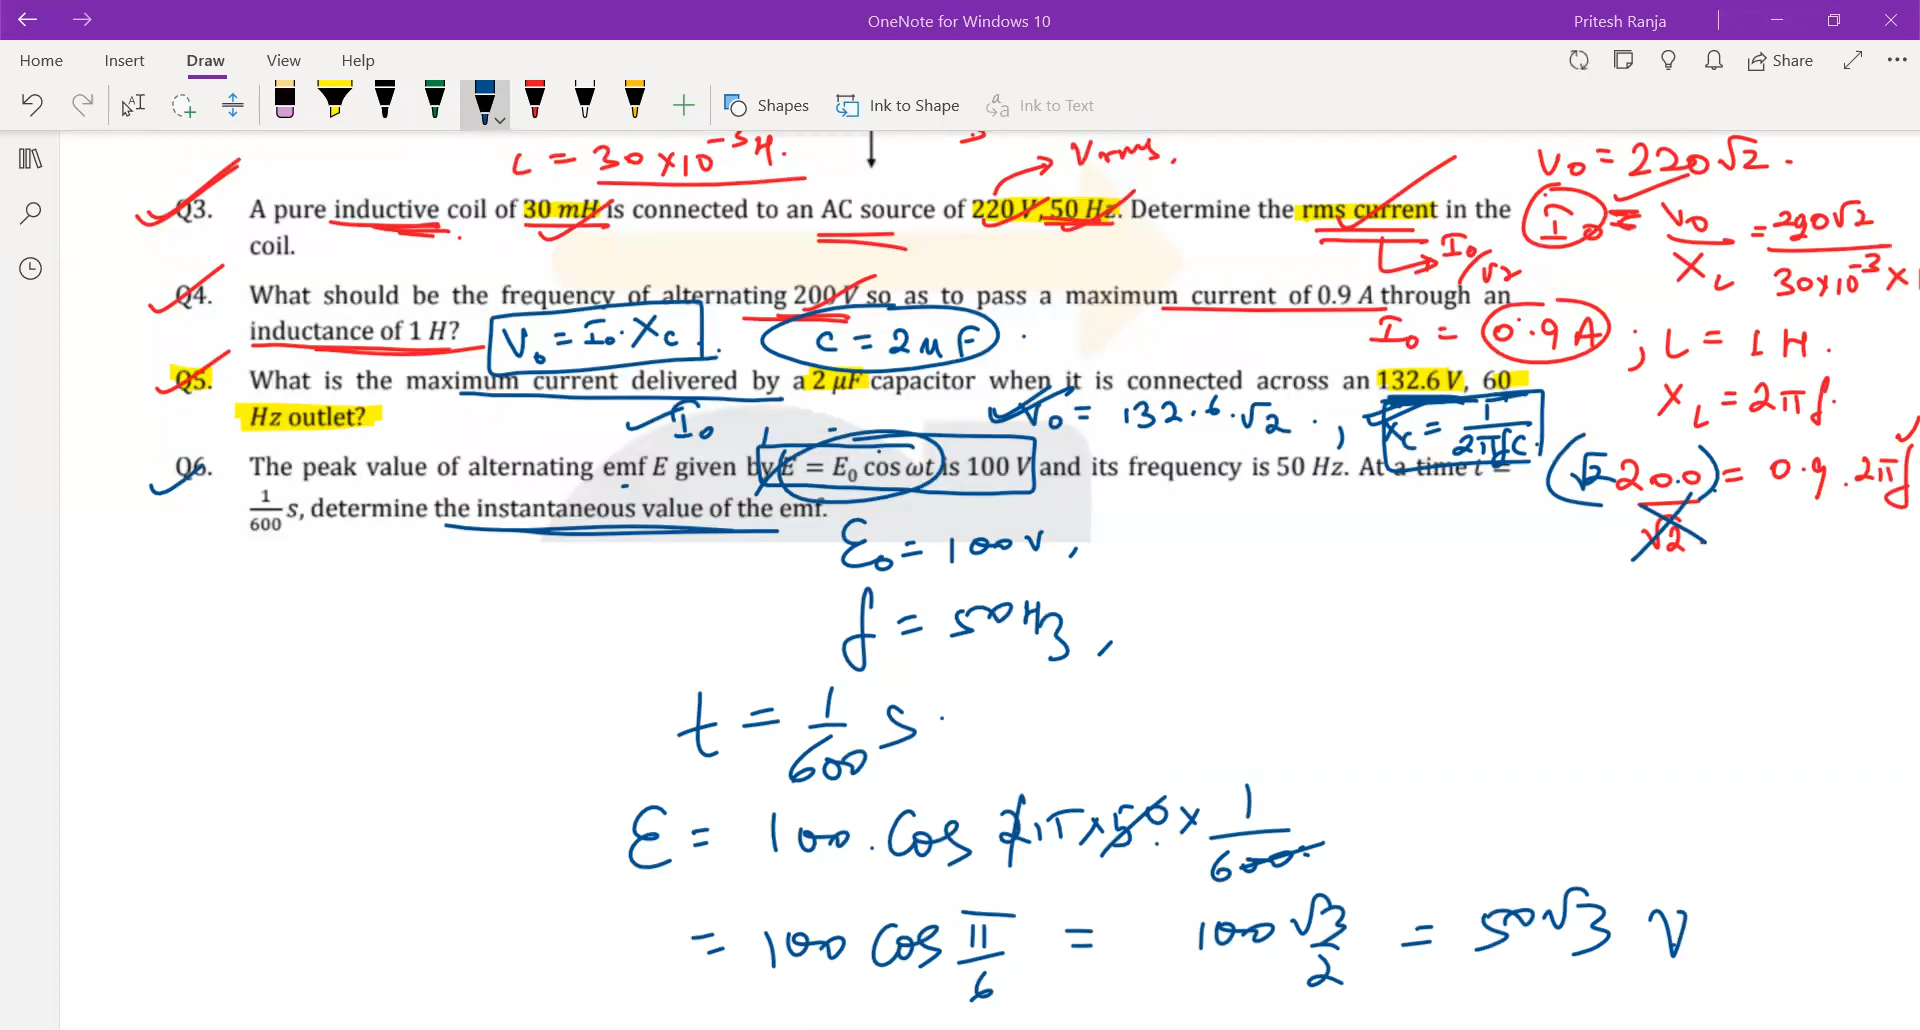 OneNote for Windows 10
Pritesh Ranja
Home Insert Draw View Help
Share
Shapes Ink to Shape Ink to Text
L = 30×10⁻³ H.
Vrms.
V₀ = 220√2.
Q3. A pure inductive coil of 30 mH is connected to an AC source of 220 V, 50 Hz. Determine the rms current in the
coil.
I₀ = V₀/X_L = 220√2/30×10⁻³×
I₀/√2
Q4. What should be the frequency of alternating 200 V so as to pass a maximum current of 0.9 A through an
inductance of 1 H?
V₀ = I₀·X_C
C = 2μF
I₀ = 0.9 A ; L = 1 H.
X_L = 2πf.
Q5. What is the maximum current delivered by a 2 μF capacitor when it is connected across an 132.6 V, 60
Hz outlet?
I₀
V₀ = 132.6·√2 . , X_C = 1/2πfC
√2 200/√2 = 0.9 . 2πf
Q6. The peak value of alternating emf E given by E = E₀ cos ωt is 100 V and its frequency is 50 Hz. At a time t =
1/600 s, determine the instantaneous value of the emf.
ℰ₀ = 100V,
f = 50Hz,
t = 1/600 s.
ℰ = 100. Cos 2π×50×1/600
= 100 Cos π/6 = 100 √3/2 = 50√3 V